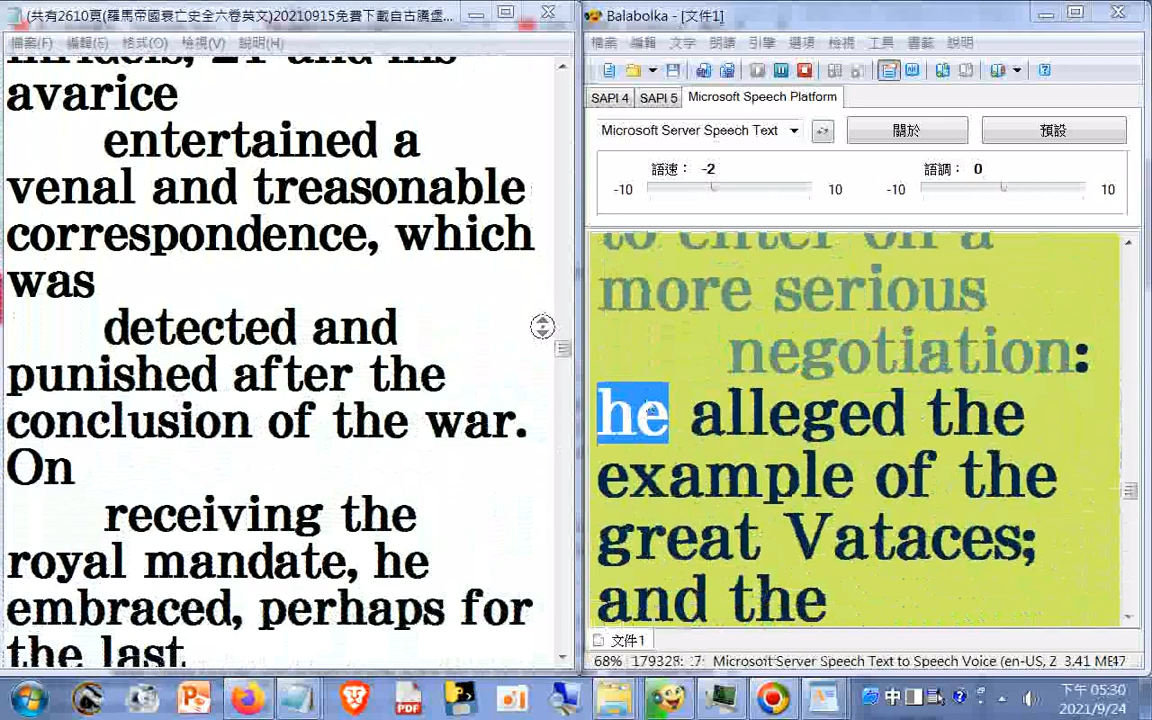 (共有2610頁(羅馬帝國衰亡史全六卷英文)20210915免費下載自古騰堡...
檔案(F) 編輯(E) 格式(O) 檢視(V) 說明(H)
infidels, 24 and his
avarice
entertained a
venal and treasonable
correspondence, which
was
detected and
punished after the
conclusion of the war.
On
receiving the
royal mandate, he
embraced, perhaps for
the last
Balabolka - [文件1]
檔案 編輯 文字 朗讀 引擎 選項 檢視 工具 書籤 說明
SAPI 4 SAPI 5 Microsoft Speech Platform
Microsoft Server Speech Text 關於 預設
語速: -2 語調: 0
-10 10 -10 10
to enter on a
more serious
negotiation:
he alleged the
example of the
great Vataces;
and the
文件1
68% Microsoft Server Speech Text to Speech Voice (en-US, Z
中 下午 05:30
2021/9/24